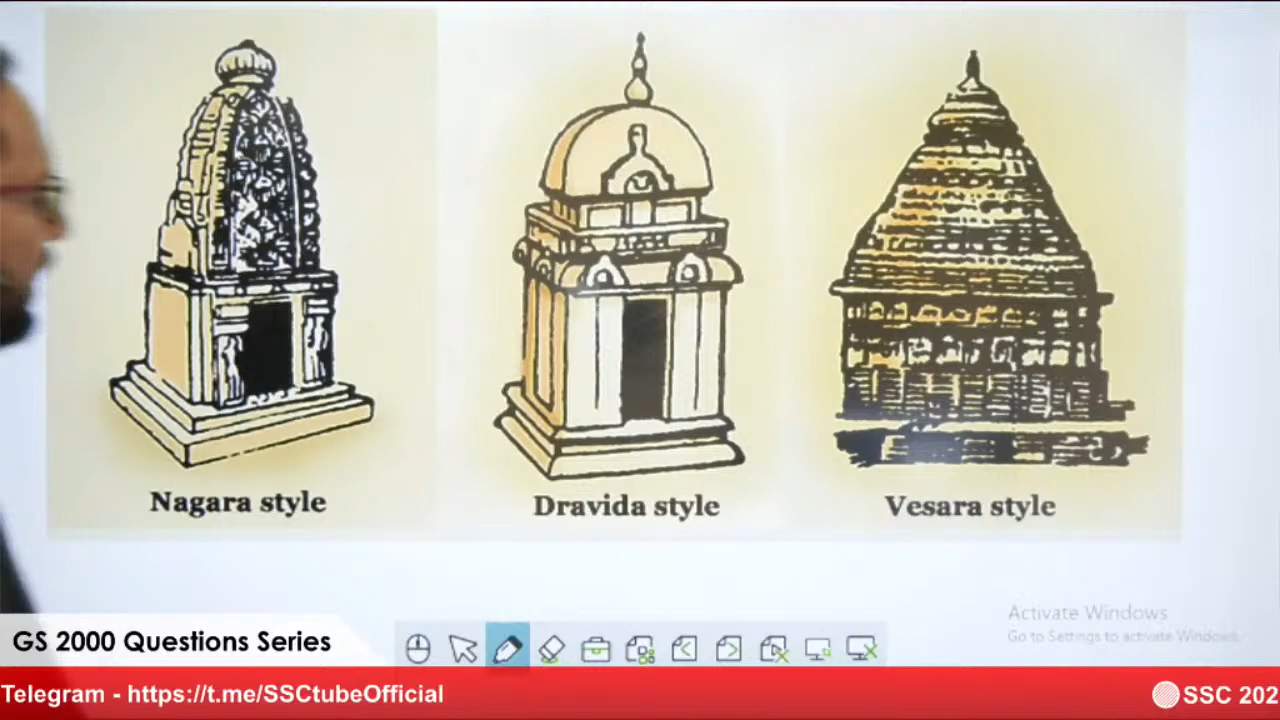 Nagara style
Dravida style
Vesara style
Activate Windows
Go to Settings to activate Windows.
GS 2000 Questions Series
Telegram - https://t.me/SSCtubeOfficial
SSC 202